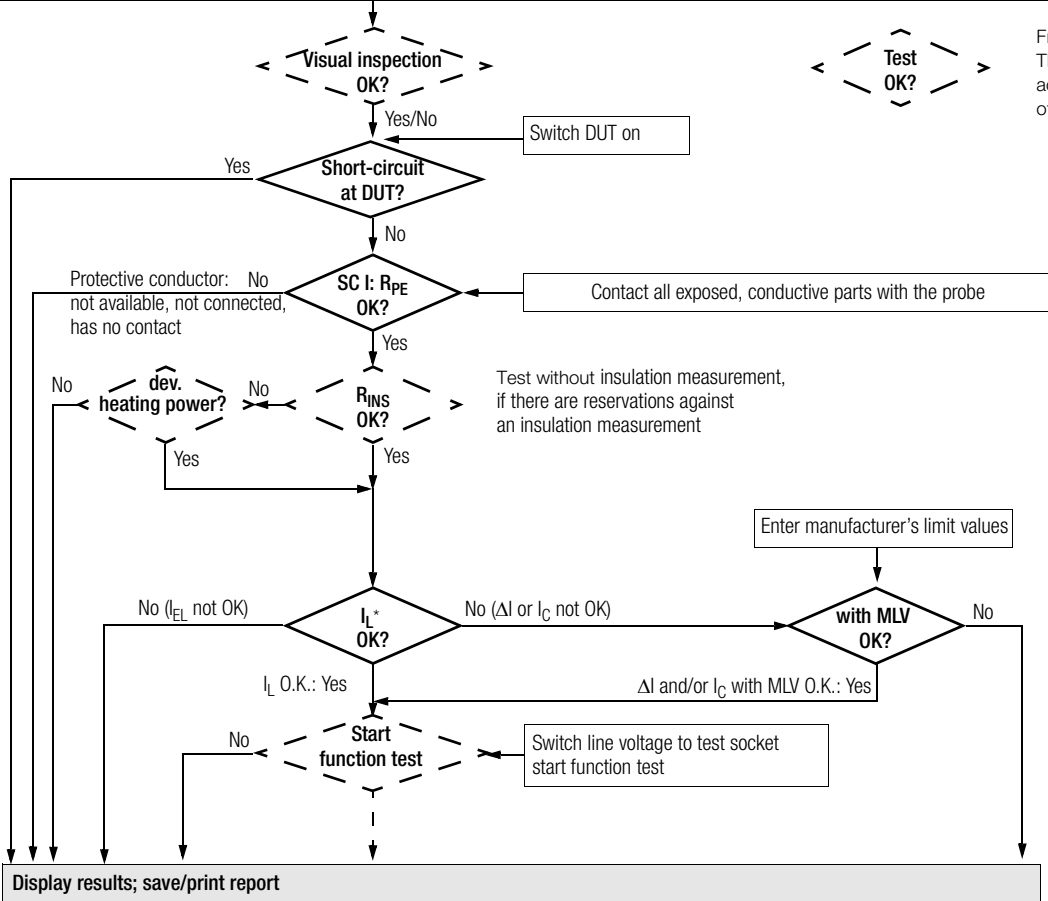 Visual inspection
OK?
Test
OK?
Yes/No
Switch DUT on
Yes
Short-circuit
at DUT?
No
Protective conductor: No
not available, not connected,
has no contact
SC I: RPE
OK?
Contact all exposed, conductive parts with the probe
Yes
No
dev.
heating power?
No
RINS
OK?
Test without insulation measurement,
if there are reservations against
an insulation measurement
Yes
Yes
Enter manufacturer's limit values
No (IEL not OK)
IL*
OK?
No (ΔI or IC not OK)
with MLV
OK?
No
IL O.K.: Yes
ΔI and/or IC with MLV O.K.: Yes
No
Start
function test
Switch line voltage to test socket
start function test
Display results; save/print report